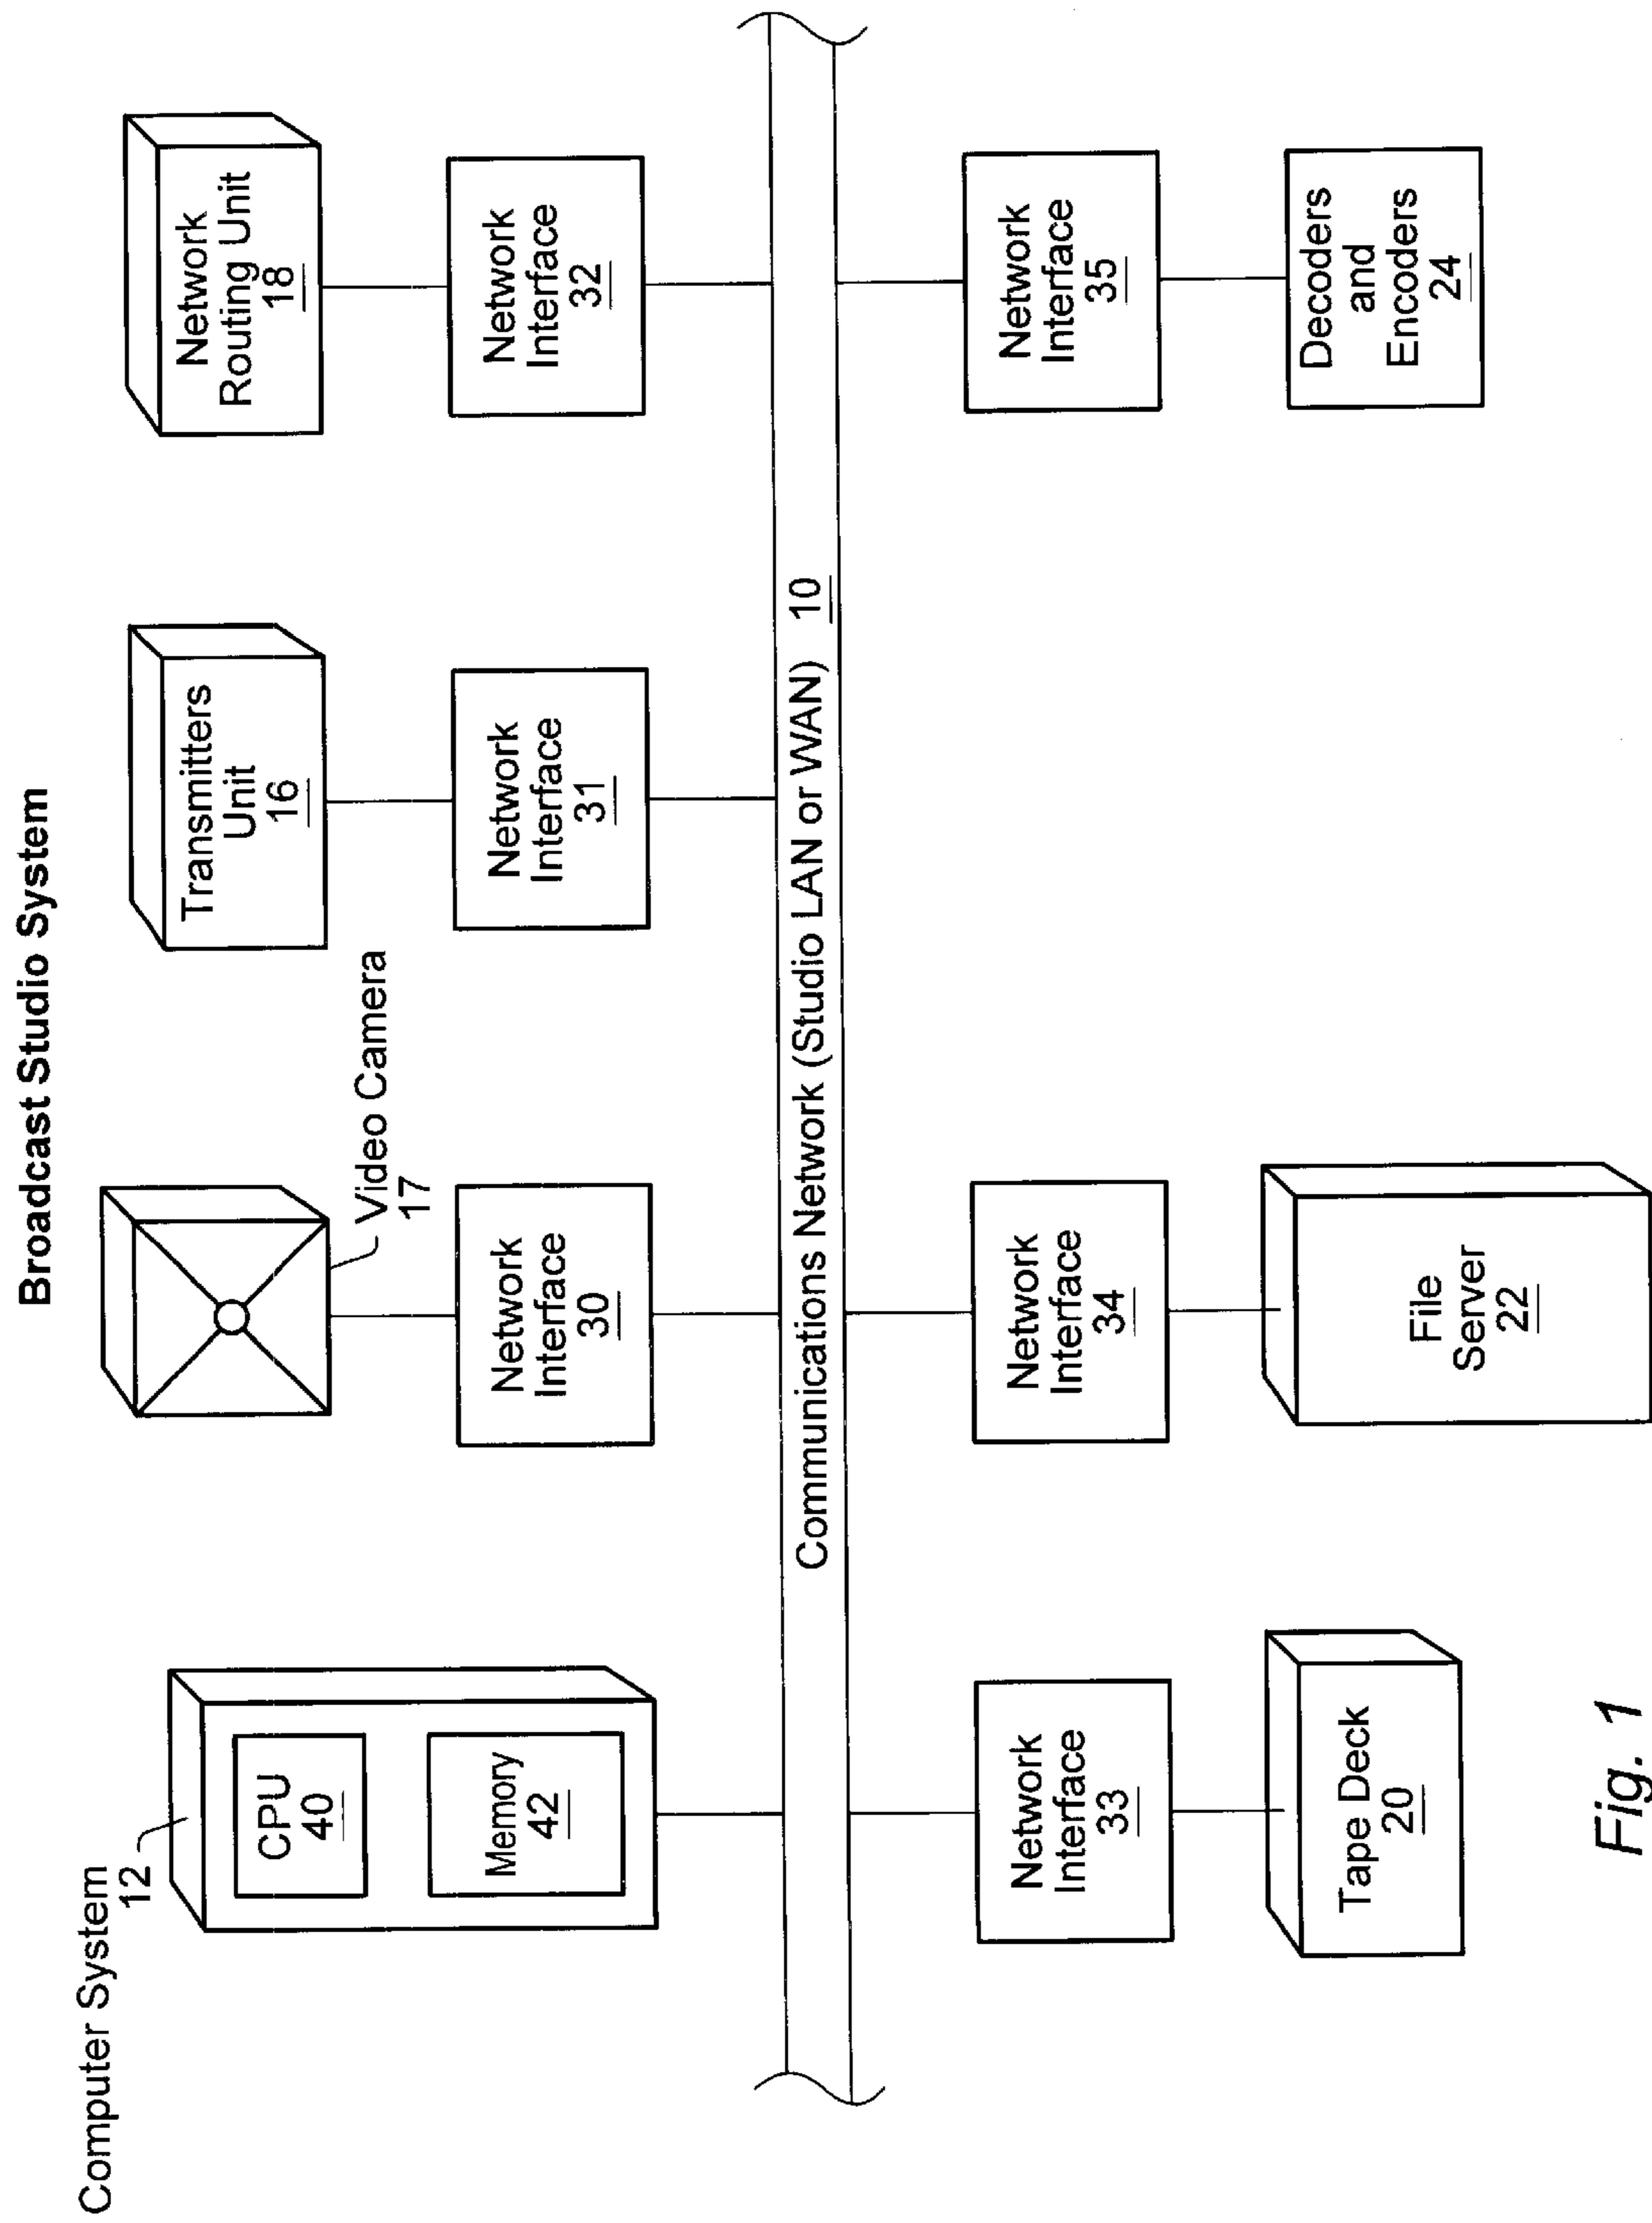 Broadcast Studio System
Computer System
12
CPU
40
Memory
42
Video Camera
17
Network
Interface
30
Transmitters
Unit
16
Network
Interface
31
Network
Routing Unit
18
Network
Interface
32
Communications Network (Studio LAN or WAN) 10
Network
Interface
33
Tape Deck
20
Network
Interface
34
File
Server
22
Network
Interface
35
Decoders
and
Encoders
24
Fig. 1